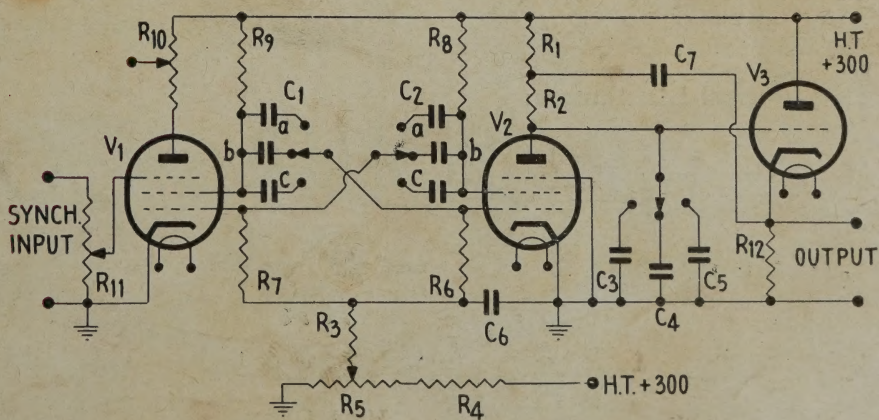 R10
R9
R8
R1
C7
H.T
+300
V3
C1
C2
R2
a
a
V1
V2
b
b
C
C
SYNCH.
INPUT
R11
R7
R6
C3
C5
R12
OUTPUT
C6
C4
R3
H.T. +300
R5
R4